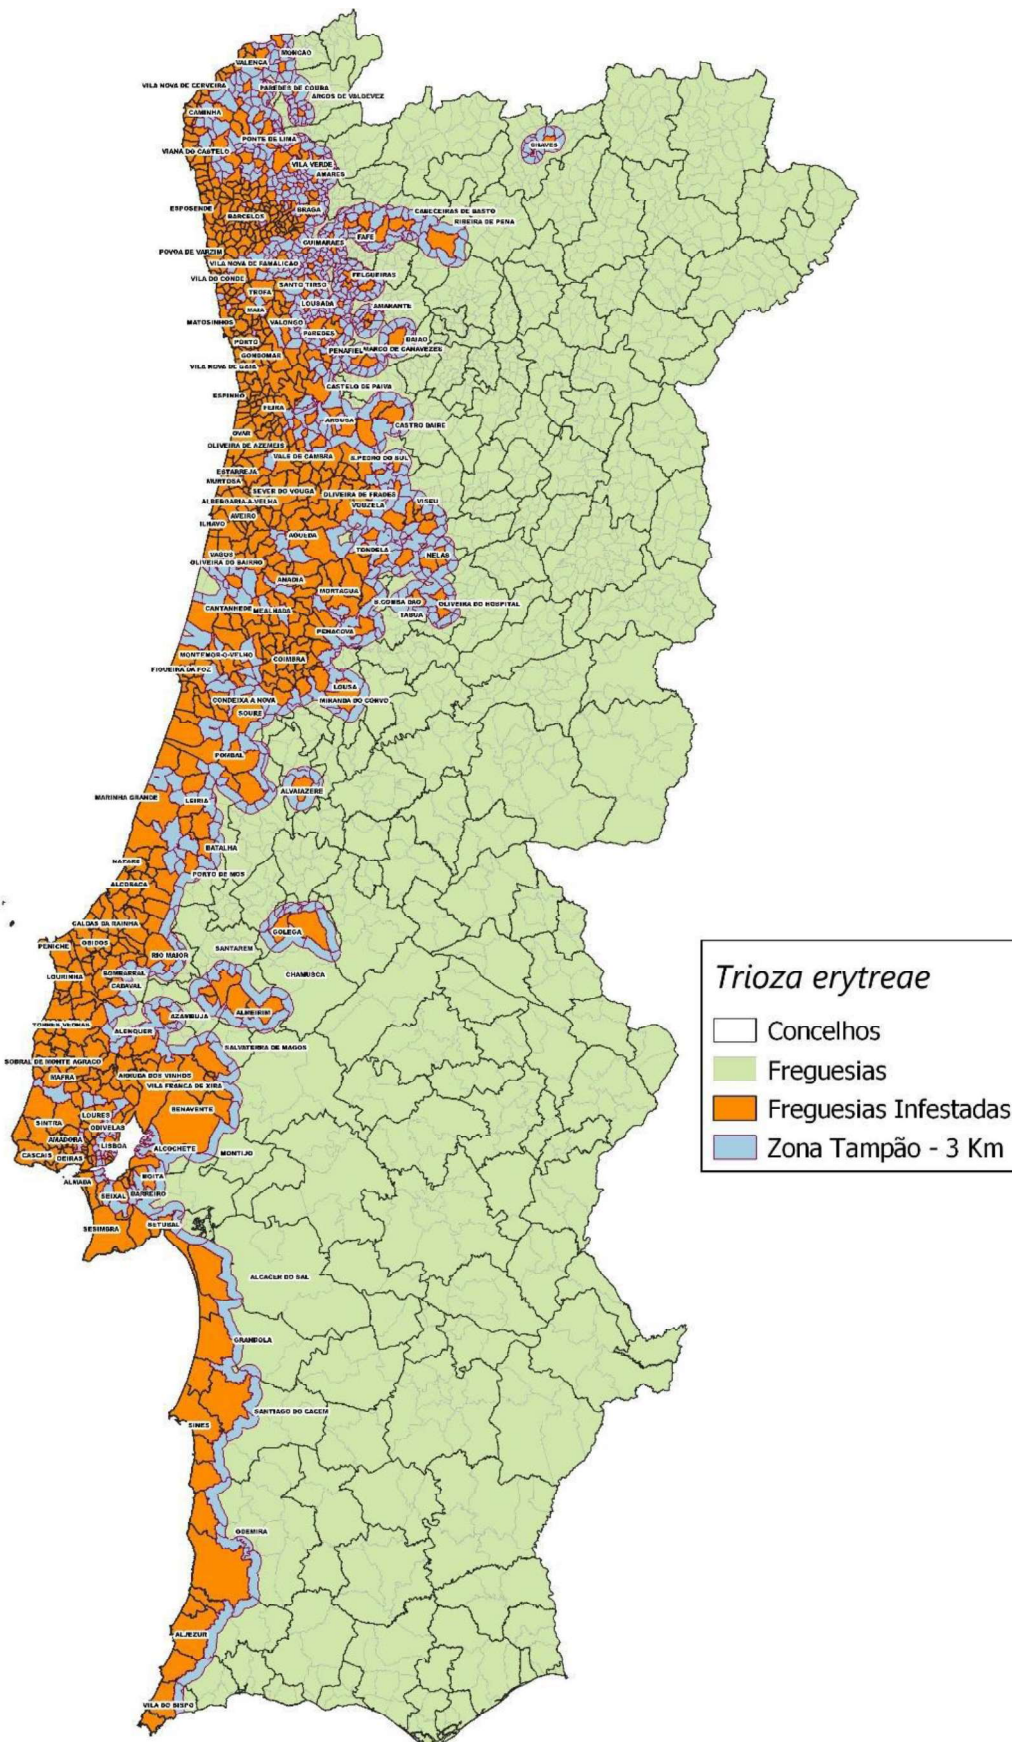 MONÇÃO
VALENÇA
VILA NOVA DE CERVEIRA
PAREDES DE COURA
ARCOS DE VALDEVEZ
CAMINHA
PONTE DE LIMA
CHAVES
VIANA DO CASTELO
VILA VERDE
AMARES
ESPOSENDE
BRAGA
BARCELOS
CABECEIRAS DE BASTO
RIBEIRA DE PENA
FAFE
GUIMARAES
POVOA DE VARZIM
VILA NOVA DE FAMALICAO
VILA DO CONDE
FELGUEIRAS
SANTO TIRSO
TROFA
LOUSADA
AMARANTE
MAIA
MATOSINHOS
VALONGO
PAREDES
BAIAO
PORTO
PENAFIEL
MARCO DE CANAVEZES
GONDOMAR
VILA NOVA DE GAIA
CASTELO DE PAIVA
ESPINHO
FEIRA
AROUCA
CASTRO DAIRE
OVAR
OLIVEIRA DE AZEMEIS
VALE DE CAMBRA
S.PEDRO DO SUL
ESTARREJA
MURTOSA
SEVER DO VOUGA
OLIVEIRA DE FRADES
ALBERGARIA-A-VELHA
VOUZELA
VISEU
AVEIRO
ILHAVO
AGUEDA
VAGOS
TONDELA
NELAS
OLIVEIRA DO BAIRRO
ANADIA
MORTAGUA
CANTANHEDE
MEALHADA
S.COMBA DAO
OLIVEIRA DO HOSPITAL
TABUA
PENACOVA
MONTEMOR-O-VELHO
COIMBRA
FIGUEIRA DA FOZ
LOUSA
CONDEIXA A NOVA
MIRANDA DO CORVO
SOURE
POMBAL
ALVAIAZERE
MARINHA GRANDE
LEIRIA
BATALHA
NAZARE
PORTO DE MOS
ALCOBACA
CALDAS DA RAINHA
GOLEGA
PENICHE
OBIDOS
SANTAREM
RIO MAIOR
CHAMUSCA
LOURINHA
BOMBARRAL
CADAVAL
AZAMBUJA
ALMEIRIM
TORRES VEDRAS
ALENQUER
SALVATERRA DE MAGOS
SOBRAL DE MONTE AGRACO
MAFRA
ARRUDA DOS VINHOS
VILA FRANCA DE XIRA
BENAVENTE
LOURES
SINTRA
ODIVELAS
AMADORA
LISBOA
ALCOCHETE
CASCAIS
OEIRAS
MONTIJO
ALMADA
MOITA
SEIXAL
BARREIRO
SESIMBRA
SETUBAL
ALCACER DO SAL
GRANDOLA
SANTIAGO DO CACEM
SINES
ODEMIRA
ALJEZUR
VILA DO BISPO
Trioza erytreae
Concelhos
Freguesias
Freguesias Infestadas
Zona Tampão - 3 Km